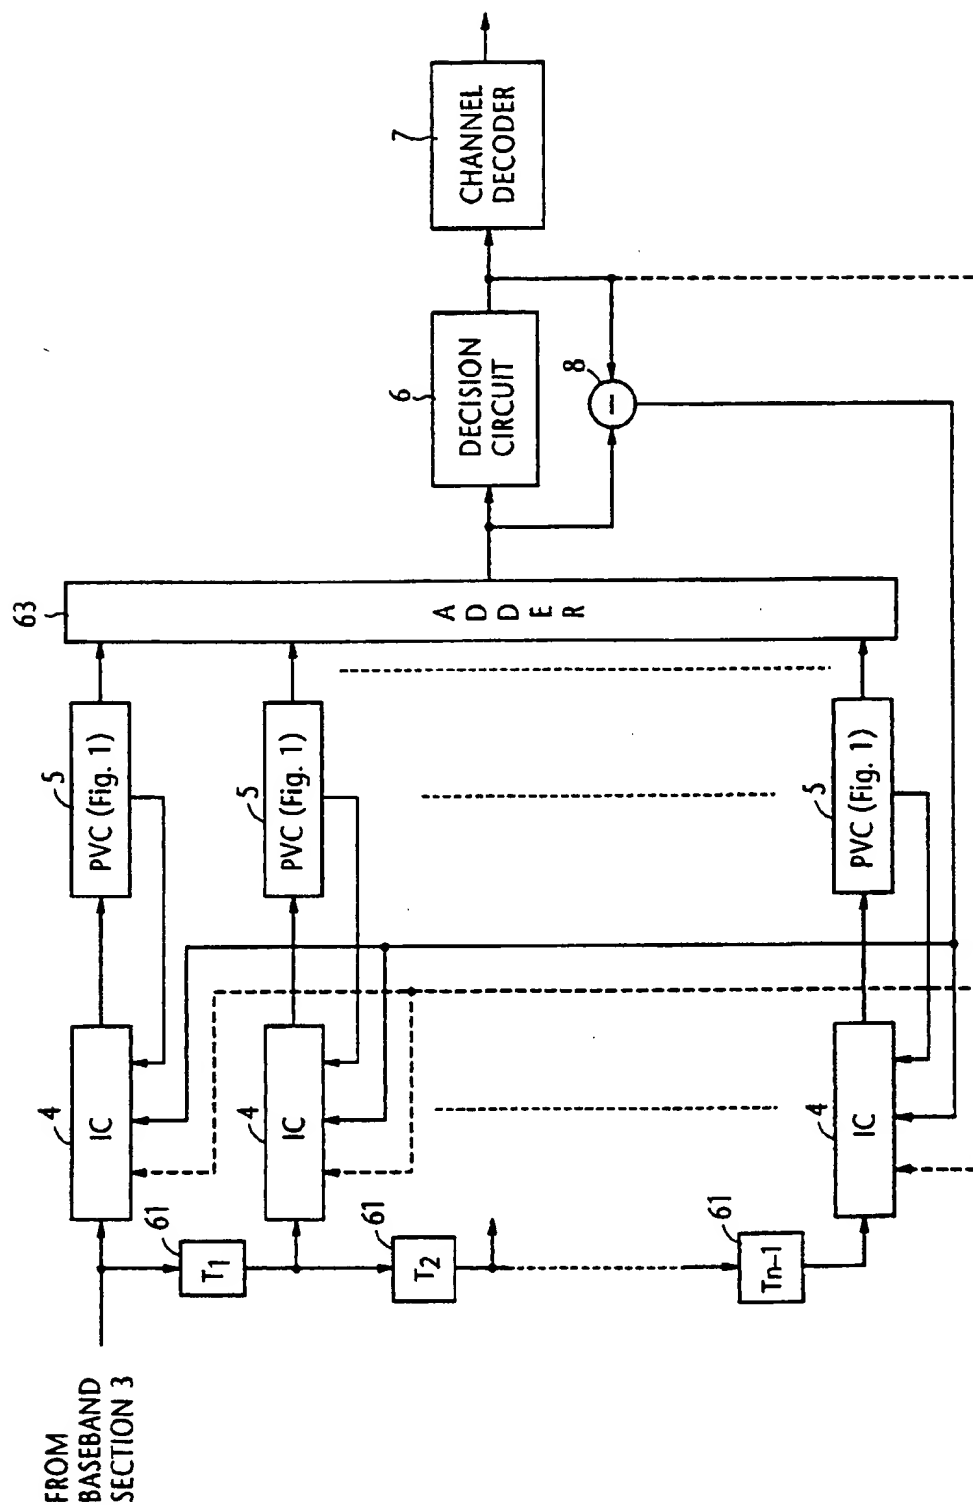 FROM
BASEBAND
SECTION 3
61
T1
61
T2
61
Tn-1
4
IC
4
IC
4
IC
5
PVC (Fig. 1)
5
PVC (Fig. 1)
5
PVC (Fig. 1)
63
ADDER
6
DECISION
CIRCUIT
8
−
7
CHANNEL
DECODER